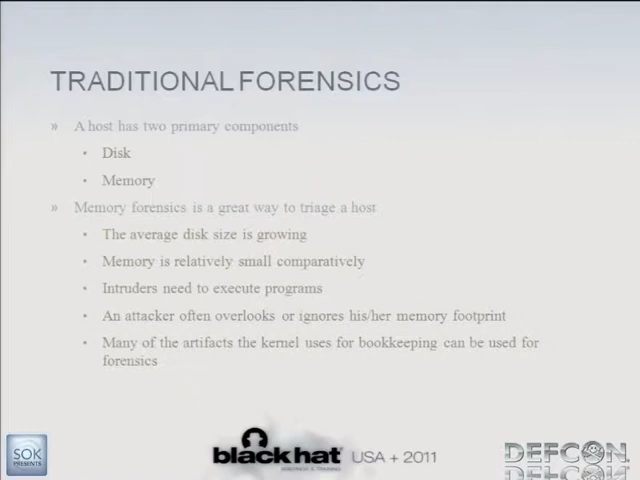 TRADITIONAL FORENSICS
» A host has two primary components
• Disk
• Memory
» Memory forensics is a great way to triage a host
• The average disk size is growing
• Memory is relatively small comparatively
• Intruders need to execute programs
• An attacker often overlooks or ignores his/her memory footprint
• Many of the artifacts the kernel uses for bookkeeping can be used for
forensics
SOK
PRESENTS
black hat USA + 2011
DEFCON